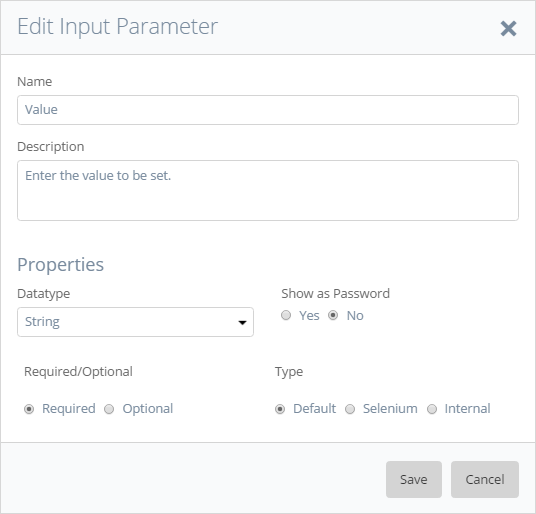 Edit Input Parameter
Name
Value
Description
Enter the value to be set.
Properties
Datatype
Show as Password
String
Yes No
Required/Optional
Type
Required Optional
Default Selenium Internal
Save Cancel